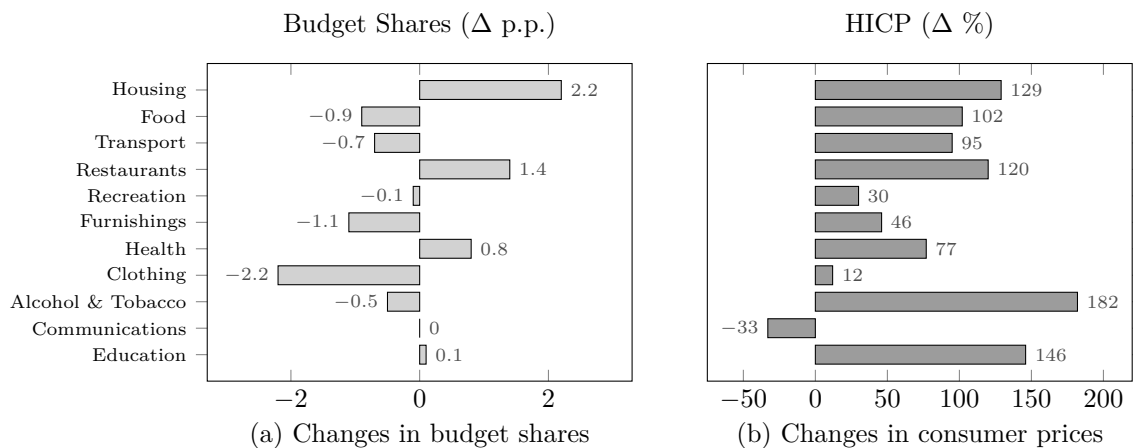 Budget Shares (Δ p.p.)
HICP (Δ %)
Housing 2.2 129
Food −0.9 102
Transport −0.7 95
Restaurants 1.4 120
Recreation −0.1 30
Furnishings −1.1 46
Health 0.8 77
Clothing −2.2 12
Alcohol & Tobacco −0.5 182
Communications 0 −33
Education 0.1 146
−2 0 2
−50 0 50 100 150 200
(a) Changes in budget shares
(b) Changes in consumer prices